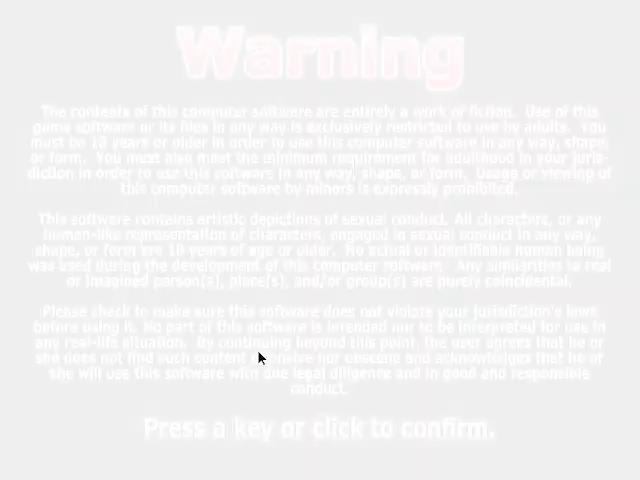 Warning
The contents of this computer software are entirely a work of fiction. Use of this
game software or its files in any way is exclusively restricted to use by adults. You
must be 18 years or older in order to use this computer software in any way, shape,
or form. You must also meet the minimum requirement for adulthood in your juris-
diction in order to use this software in any way, shape, or form. Usage or viewing of
this computer software by minors is expressly prohibited.
This software contains artistic depictions of sexual conduct. All characters, or any
human-like representation of characters, engaged in sexual conduct in any way,
shape, or form are 18 years of age or older. No actual or identifiable human being
was used during the development of this computer software. Any similarities to real
or imagined person(s), place(s), and/or group(s) are purely coincidental.
Please check to make sure this software does not violate your jurisdiction's laws
before using it. No part of this software is intended nor to be interpreted for use in
any real-life situation. By continuing beyond this point, the user agrees that he or
she does not find such content nor obscene and acknowledges that he or
she will use this software with due legal diligence and in good and responsible
conduct.
Press a key or click to confirm.